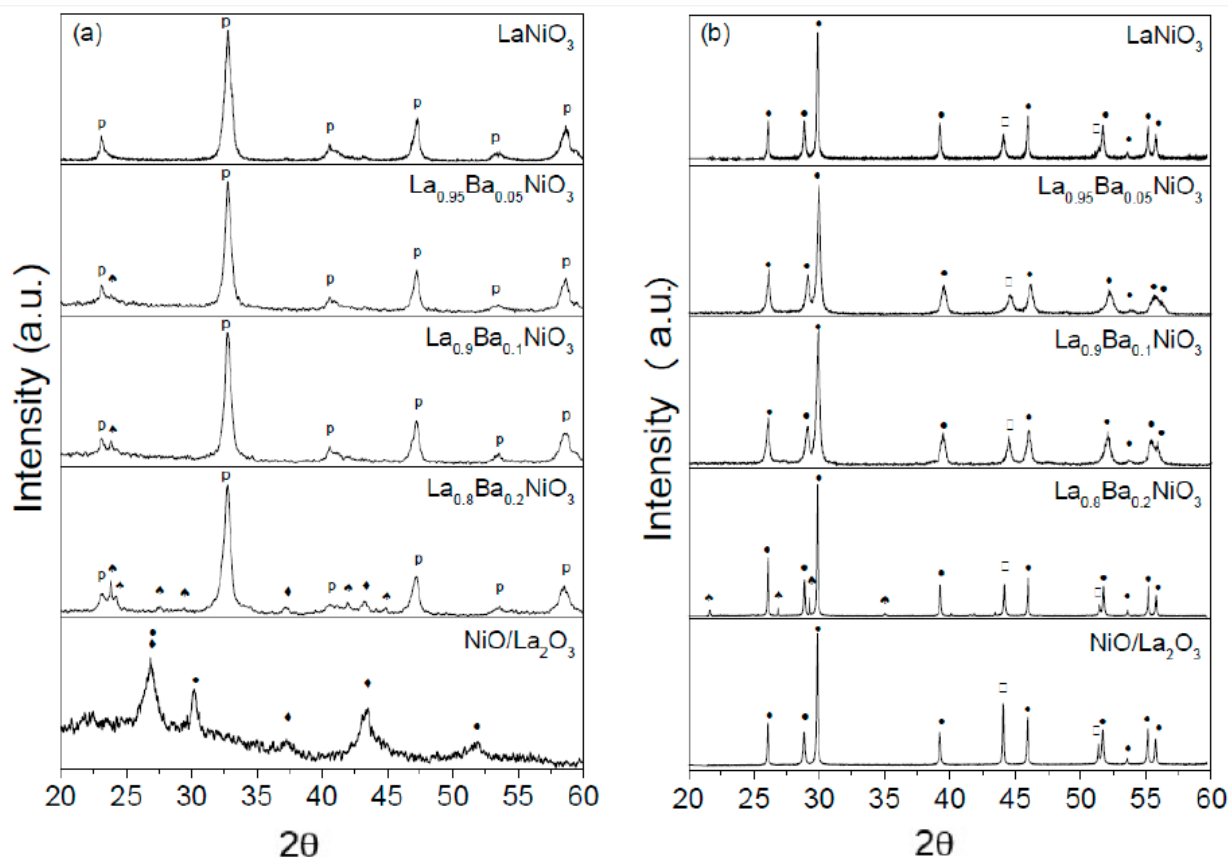 (a)
LaNiO₃
p p p p p p
La₀.₉₅Ba₀.₀₅NiO₃
p ♠ p p p p p
La₀.₉Ba₀.₁NiO₃
p ♠ p p p p p
La₀.₈Ba₀.₂NiO₃
p ♠ ♠ ♠ ♠ p ♦ p ♠ ♦ ♠ p p p
NiO/La₂O₃
● ♦ ● ♦ ♦ ●
20 25 30 35 40 45 50 55 60
2θ
Intensity (a.u.)
(b)
LaNiO₃
● ● ● ● □ ● □ ● ● ● ●
La₀.₉₅Ba₀.₀₅NiO₃
● ● ● ● □ ● ● ● ● ●
La₀.₉Ba₀.₁NiO₃
● ● ● ● □ ● ● ● ● ●
La₀.₈Ba₀.₂NiO₃
♠ ● ♠ ● ♠ ● ♠ ● □ ● □ ● ● ● ●
NiO/La₂O₃
● ● ● ● □ ● □ ● ● ● ●
20 25 30 35 40 45 50 55 60
2θ
Intensity ( a.u.)